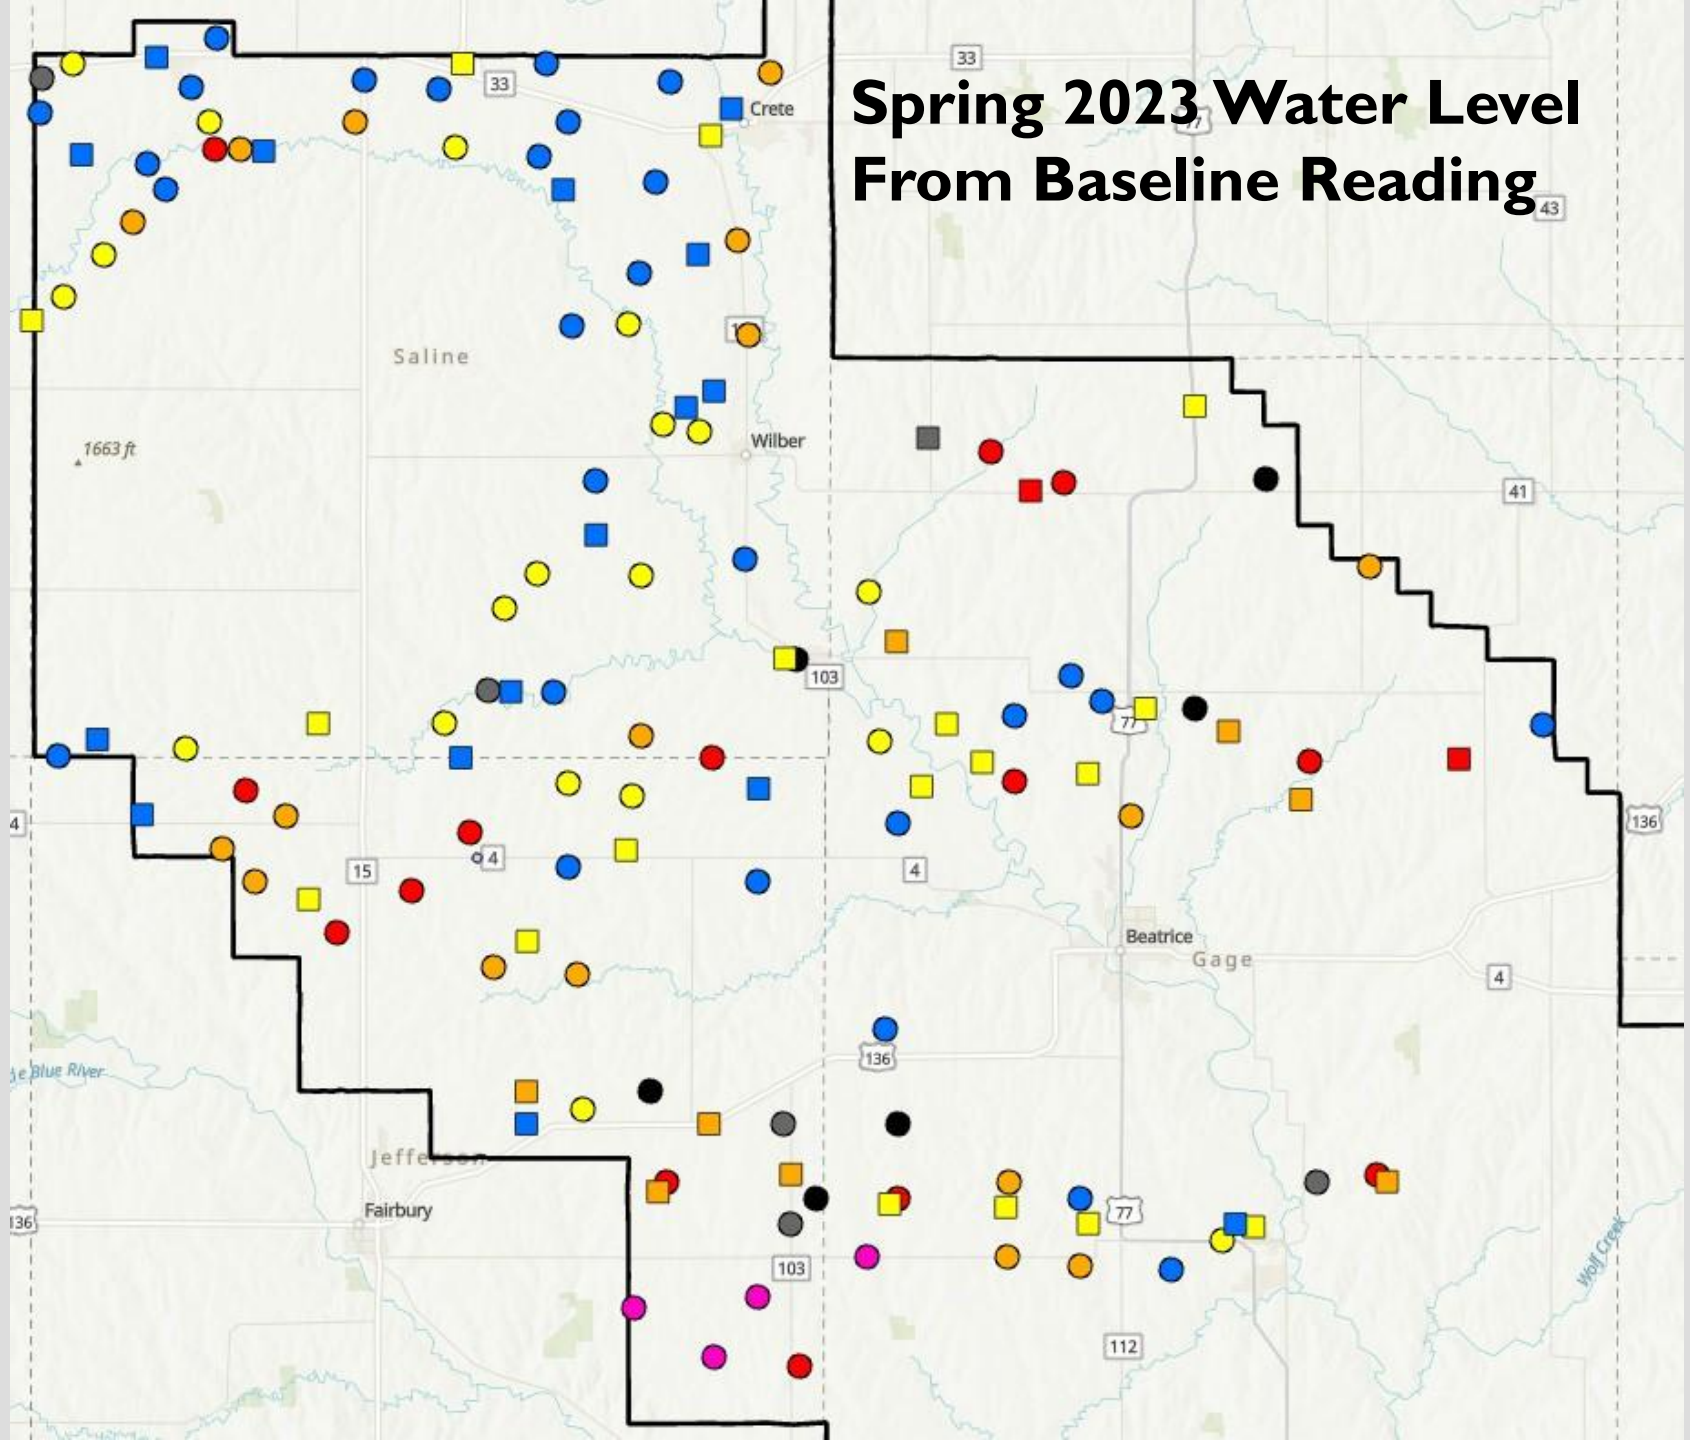 33
33
Spring 2023 Water Level
From Baseline Reading
77
Crete
43
Saline
1663 ft
Wilber
41
103
77
4
136
15
4
4
Beatrice
Gage
4
136
Blue River
Jefferson
Fairbury
136
77
103
Wolf Creek
112